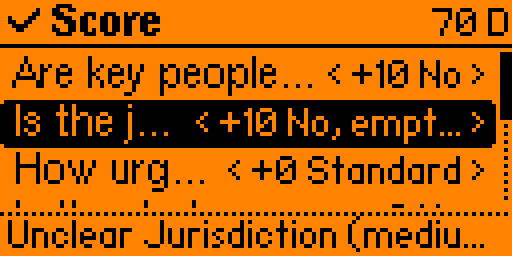 ✓ Score 70 D
Are key people... < +10 No >
Is the j... < +10 No, empt... >
How urg... < +0 Standard >
Unclear Jurisdiction (mediu...